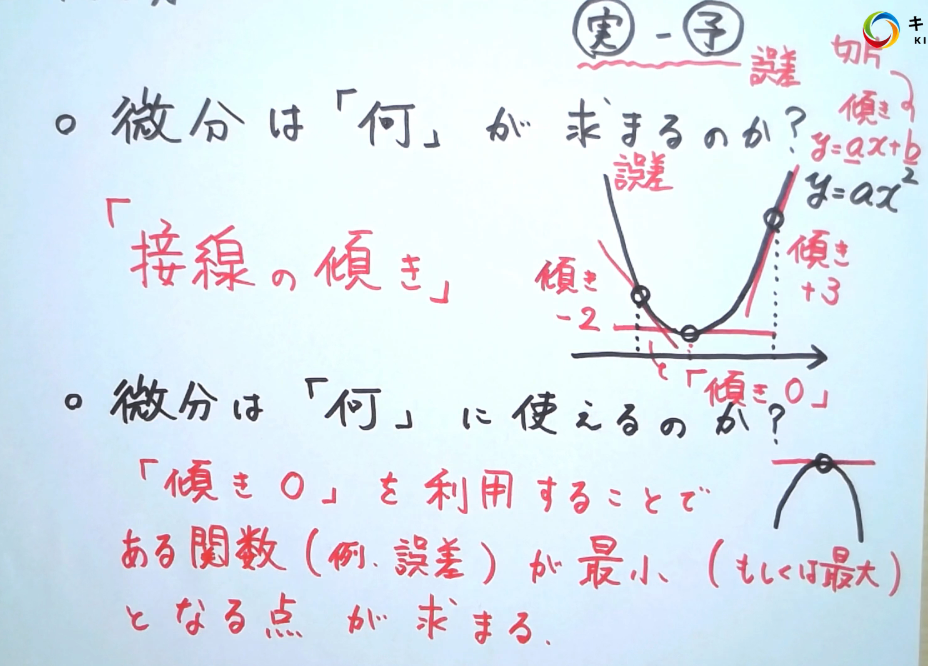 実 - 予
誤差
キ
KI
切片
傾き
y=ax+b
y=ax²
微分は「何」が求まるのか?
誤差
「接線の傾き」
傾き
-2
傾き
+3
「傾き0」
微分は「何」に使えるのか?
「傾き0」を利用することで
ある関数(例.誤差)が最小、(もしくは最大)
となる点が求まる.